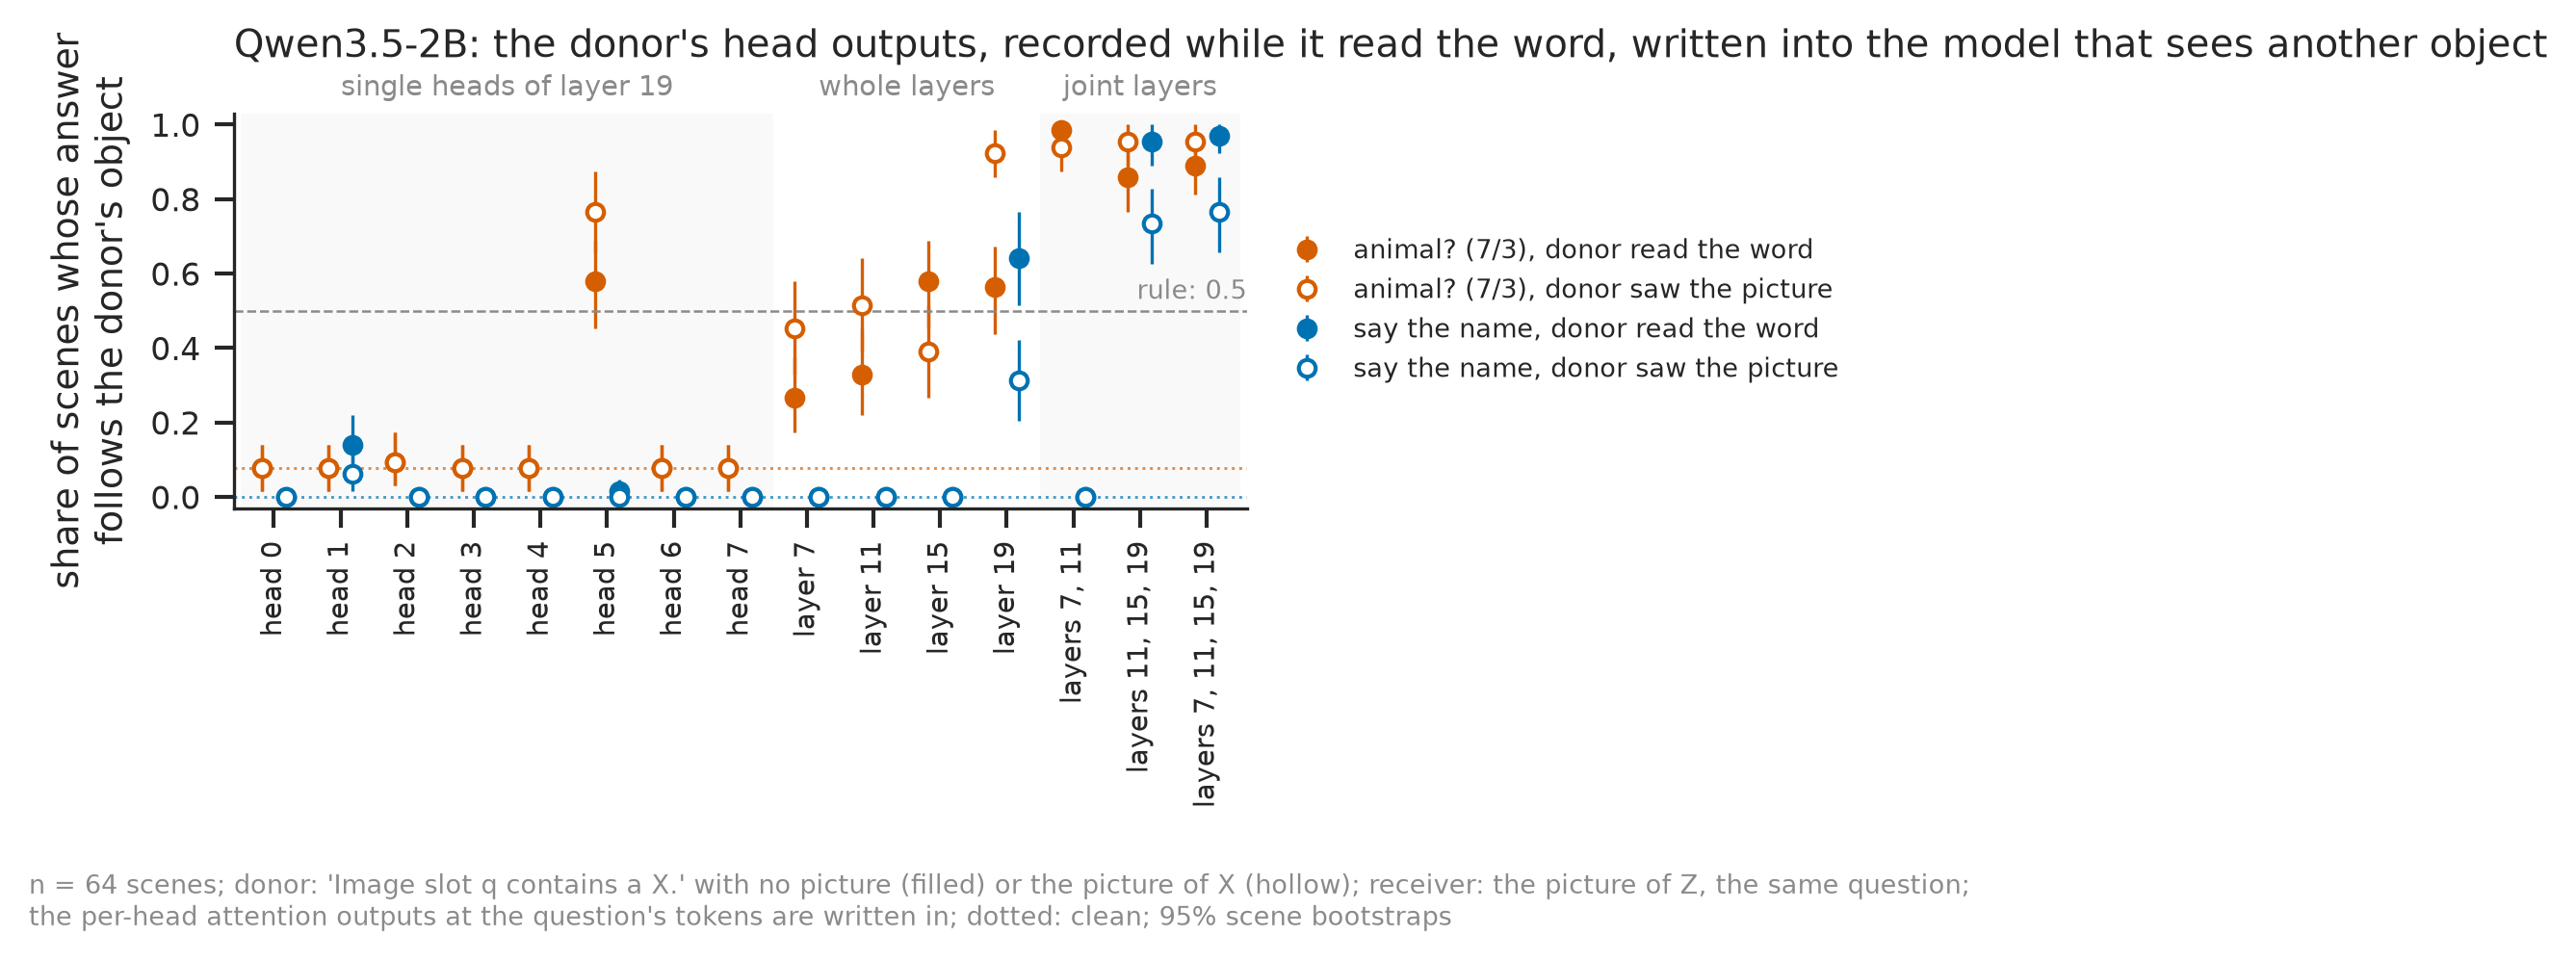 Qwen3.5-2B: the donor's head outputs, recorded while it read the word, written into the model that sees another object
single heads of layer 19
whole layers
joint layers
share of scenes whose answer
follows the donor's object
1.0
0.8
0.6
0.4
0.2
0.0
rule: 0.5
animal? (7/3), donor read the word
animal? (7/3), donor saw the picture
say the name, donor read the word
say the name, donor saw the picture
head 0
head 1
head 2
head 3
head 4
head 5
head 6
head 7
layer 7
layer 11
layer 15
layer 19
layers 7, 11
layers 11, 15, 19
layers 7, 11, 15, 19
n = 64 scenes; donor: 'Image slot q contains a X.' with no picture (filled) or the picture of X (hollow); receiver: the picture of Z, the same question;
the per-head attention outputs at the question's tokens are written in; dotted: clean; 95% scene bootstraps